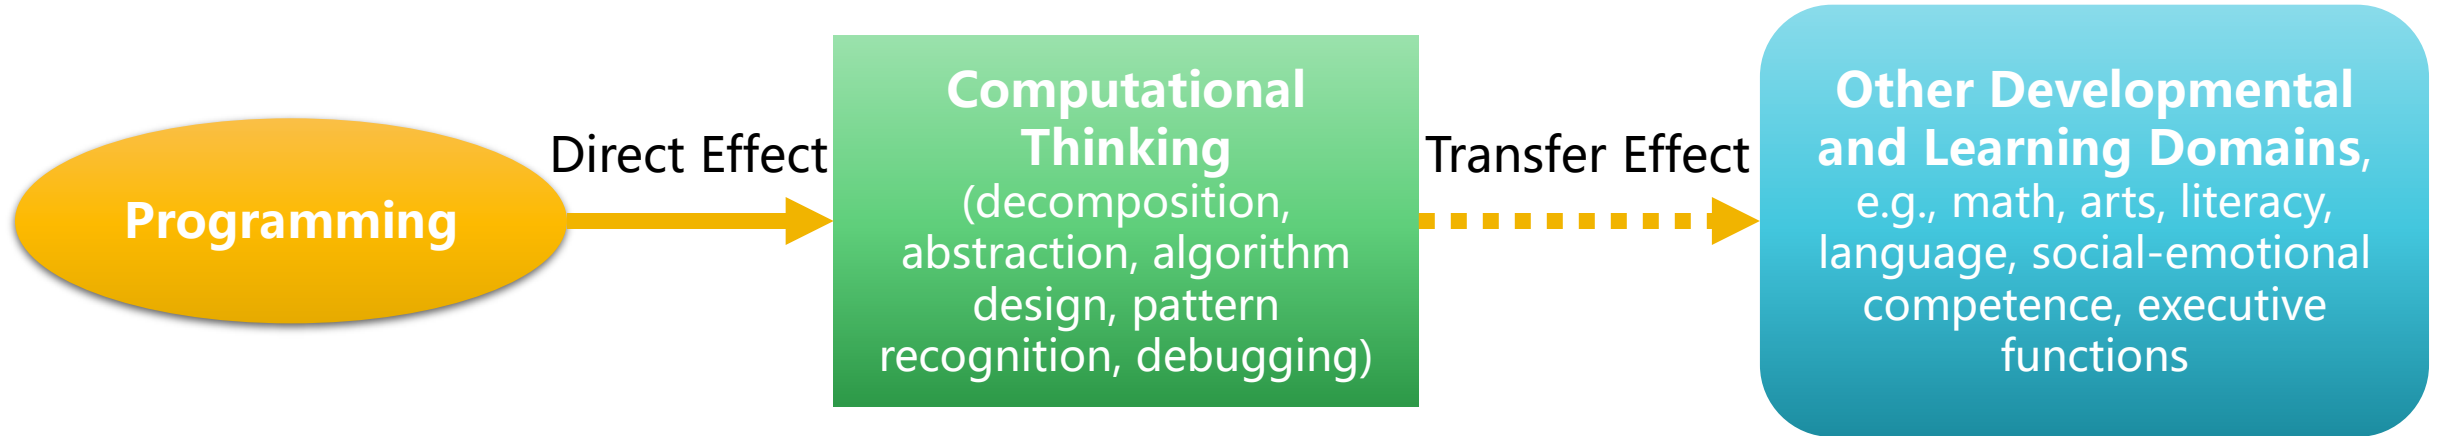 Programming
Direct Effect
Computational
Thinking
(decomposition,
abstraction, algorithm
design, pattern
recognition, debugging)
Transfer Effect
Other Developmental
and Learning Domains,
e.g., math, arts, literacy,
language, social-emotional
competence, executive
functions